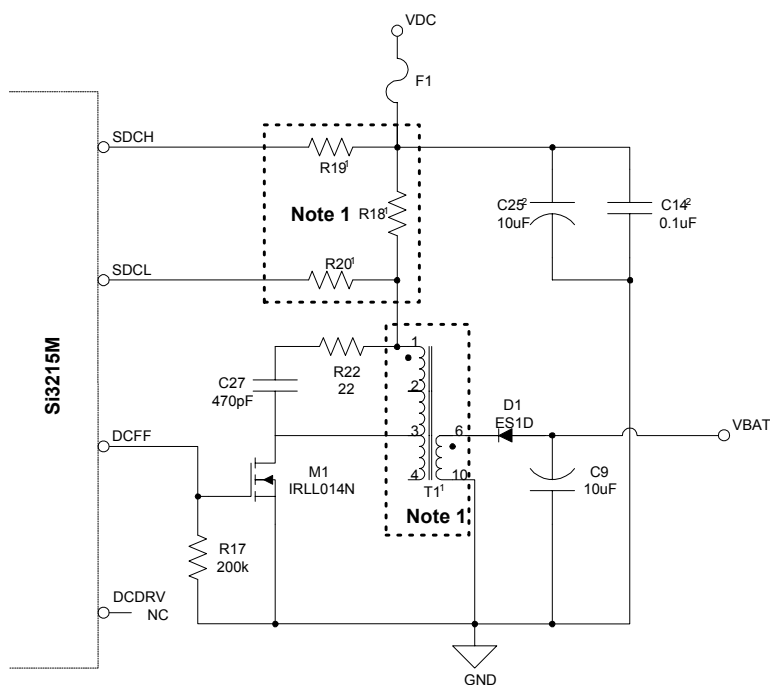 VDC
F1
SDCH
R19¹
Note 1
R18¹
C25²
10uF
C14²
0.1uF
SDCL
R20¹
Si3215M
1
R22
22
C27
470pF
2
D1
ES1D
3
6
VBAT
DCFF
M1
IRLL014N
4
10
T1¹
C9
10uF
Note 1
R17
200k
DCDRV
NC
GND